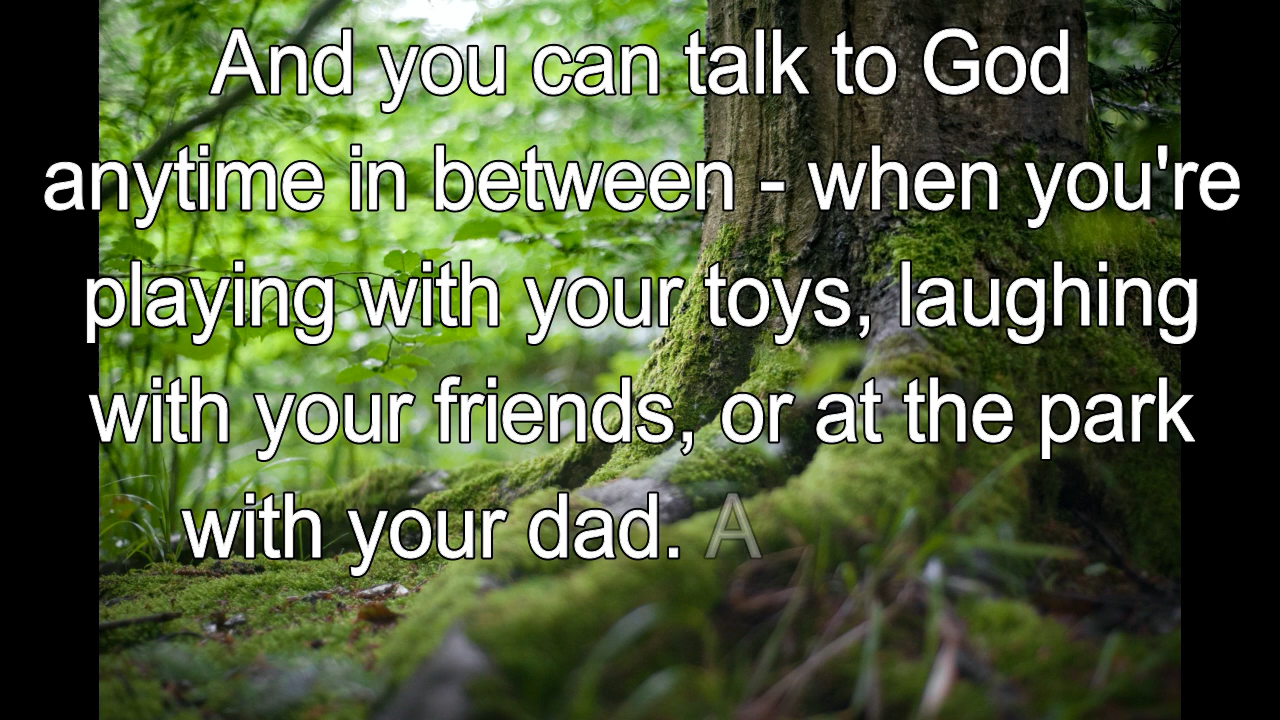 And you can talk to God
anytime in between - when you're
playing with your toys, laughing
with your friends, or at the park
with your dad. A